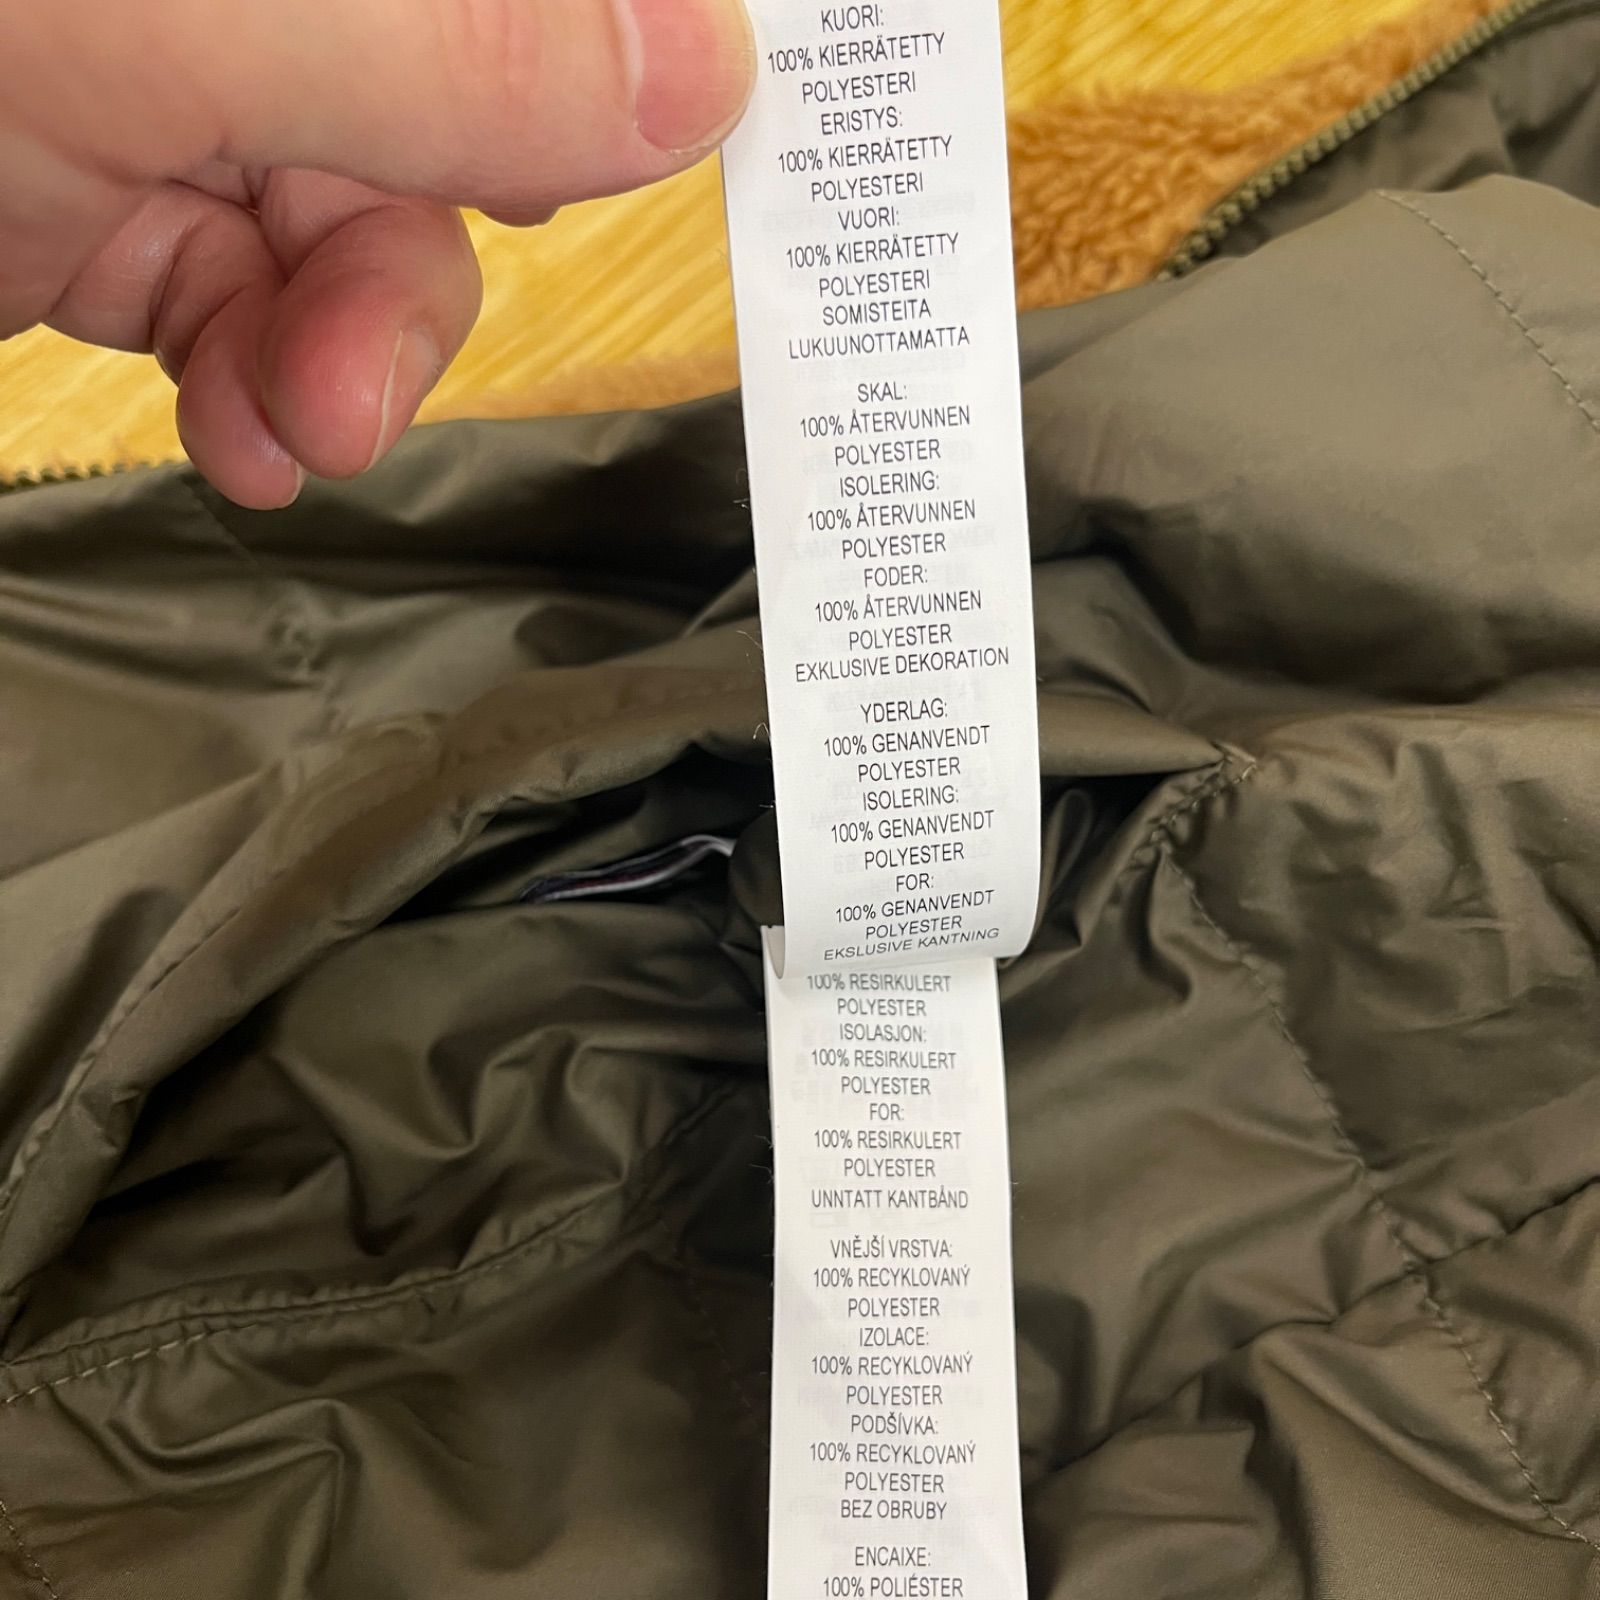 KUORI:
100% KIERRÄTETTY
POLYESTERI
ERISTYS:
100% KIERRÄTETTY
POLYESTERI
VUORI:
100% KIERRÄTETTY
POLYESTERI
SOMISTEITA
LUKUUNOTTAMATTA
SKAL:
100% ÅTERVUNNEN
POLYESTER
ISOLERING:
100% ÅTERVUNNEN
POLYESTER
FODER:
100% ÅTERVUNNEN
POLYESTER
EXKLUSIVE DEKORATION
YDERLAG:
100% GENANVENDT
POLYESTER
ISOLERING:
100% GENANVENDT
POLYESTER
FOR:
100% GENANVENDT
POLYESTER
EKSLUSIVE KANTNING
100% RESIRKULERT
POLYESTER
ISOLASJON:
100% RESIRKULERT
POLYESTER
FOR:
100% RESIRKULERT
POLYESTER
UNNTATT KANTBÅND
VNĚJŠÍ VRSTVA:
100% RECYKLOVANÝ
POLYESTER
IZOLACE:
100% RECYKLOVANÝ
POLYESTER
PODŠÍVKA:
100% RECYKLOVANÝ
POLYESTER
BEZ OBRUBY
ENCAIXE:
100% POLIÉSTER